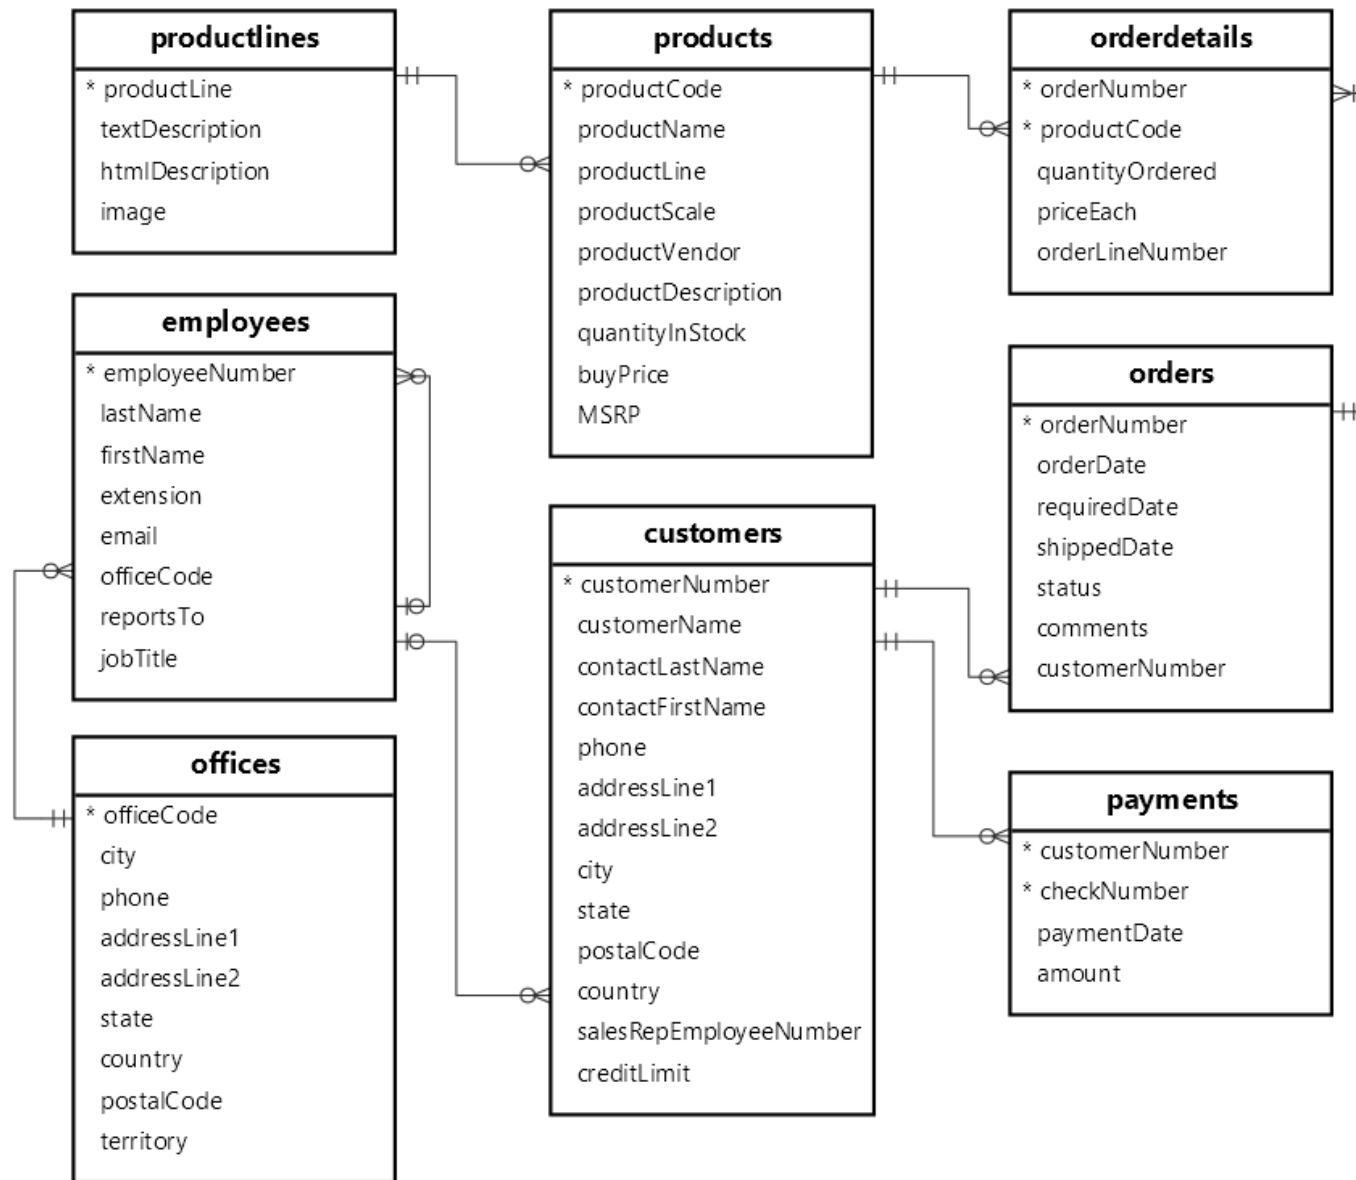 productlines
* productLine
textDescription
htmlDescription
image
products
* productCode
productName
productLine
productScale
productVendor
productDescription
quantityInStock
buyPrice
MSRP
orderdetails
* orderNumber
* productCode
quantityOrdered
priceEach
orderLineNumber
employees
* employeeNumber
lastName
firstName
extension
email
officeCode
reportsTo
jobTitle
customers
* customerNumber
customerName
contactLastName
contactFirstName
phone
addressLine1
addressLine2
city
state
postalCode
country
salesRepEmployeeNumber
creditLimit
orders
* orderNumber
orderDate
requiredDate
shippedDate
status
comments
customerNumber
offices
* officeCode
city
phone
addressLine1
addressLine2
state
country
postalCode
territory
payments
* customerNumber
* checkNumber
paymentDate
amount